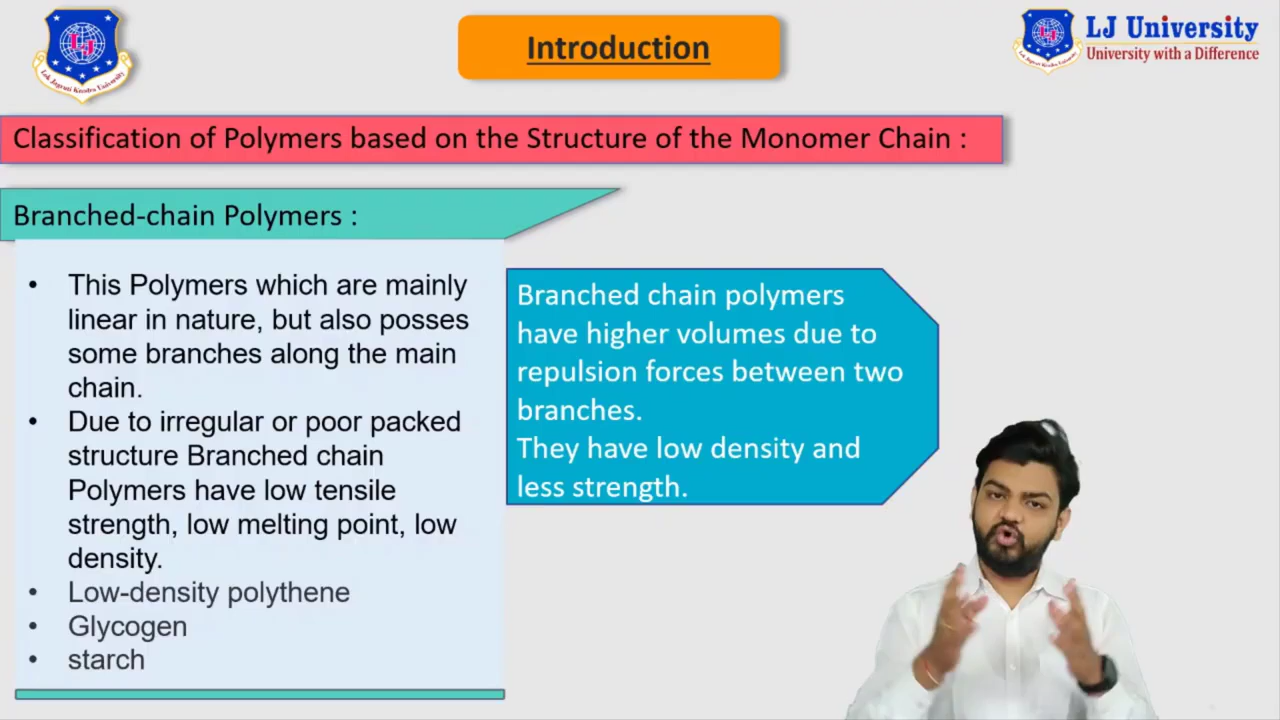 Introduction
LJ University
University with a Difference
Classification of Polymers based on the Structure of the Monomer Chain :
Branched-chain Polymers :
• This Polymers which are mainly
linear in nature, but also posses
some branches along the main
chain.
• Due to irregular or poor packed
structure Branched chain
Polymers have low tensile
strength, low melting point, low
density.
• Low-density polythene
• Glycogen
• starch
Branched chain polymers
have higher volumes due to
repulsion forces between two
branches.
They have low density and
less strength.